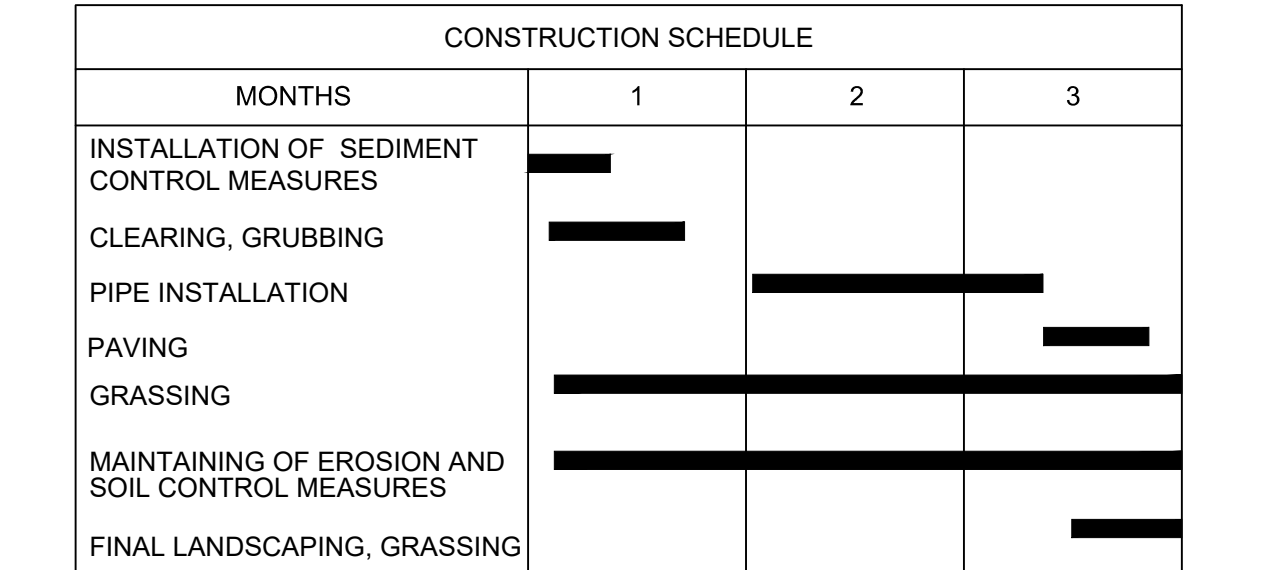 CONSTRUCTION SCHEDULE
MONTHS 1 2 3
INSTALLATION OF SEDIMENT
CONTROL MEASURES
CLEARING, GRUBBING
PIPE INSTALLATION
PAVING
GRASSING
MAINTAINING OF EROSION AND
SOIL CONTROL MEASURES
FINAL LANDSCAPING, GRASSING